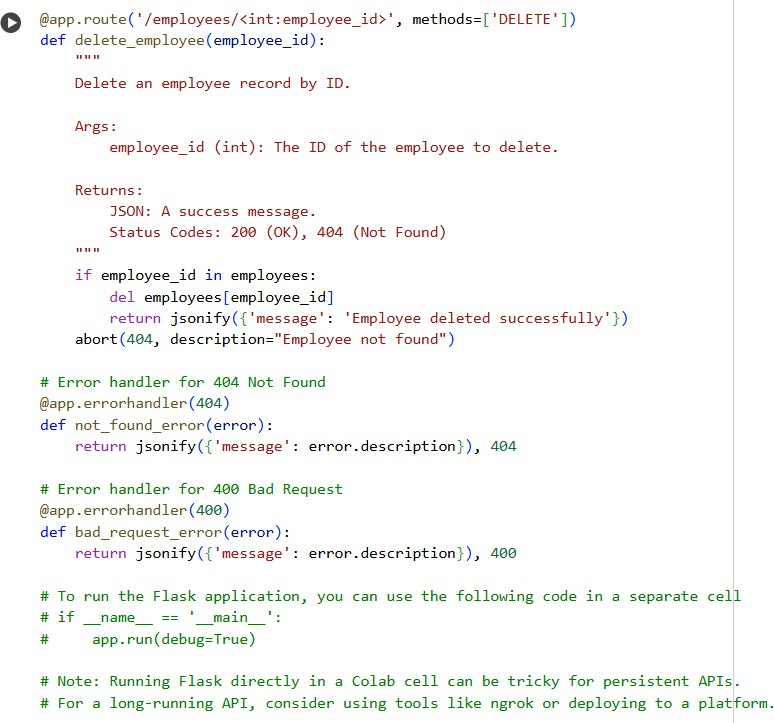 @app.route('/employees/<int:employee_id>', methods=['DELETE'])
def delete_employee(employee_id):
    """
    Delete an employee record by ID.

    Args:
        employee_id (int): The ID of the employee to delete.

    Returns:
        JSON: A success message.
        Status Codes: 200 (OK), 404 (Not Found)
    """
    if employee_id in employees:
        del employees[employee_id]
        return jsonify({'message': 'Employee deleted successfully'})
    abort(404, description="Employee not found")

# Error handler for 404 Not Found
@app.errorhandler(404)
def not_found_error(error):
    return jsonify({'message': error.description}), 404

# Error handler for 400 Bad Request
@app.errorhandler(400)
def bad_request_error(error):
    return jsonify({'message': error.description}), 400

# To run the Flask application, you can use the following code in a separate cell
# if __name__ == '__main__':
#     app.run(debug=True)

# Note: Running Flask directly in a Colab cell can be tricky for persistent APIs.
# For a long-running API, consider using tools like ngrok or deploying to a platform.